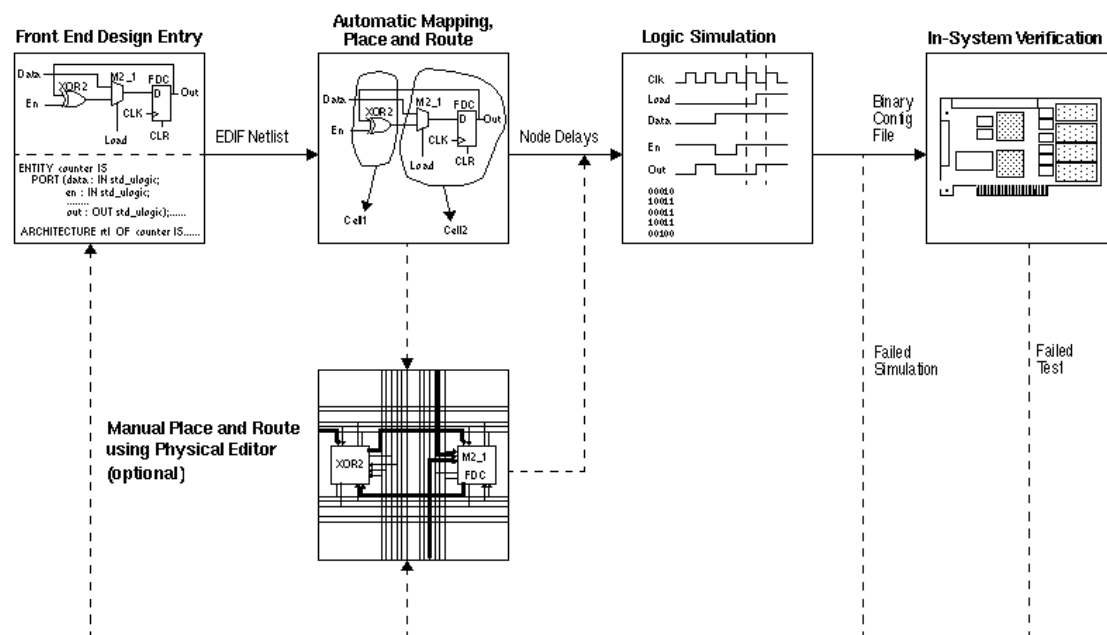 Front End Design Entry
Data
XOR2
M2_1
FDC
D
Out
En
CLK
CLR
Load
ENTITY counter IS
PORT (data : IN std_ulogic;
en : IN std_ulogic;
........
out : OUT std_ulogic);......
ARCHITECTURE rtl OF counter IS......
EDIF Netlist
Automatic Mapping,
Place and Route
Data
XOR2
M2_1
FDC
D
Out
En
CLK
CLR
Load
Cell1
Cell2
Node Delays
Logic Simulation
Clk
Load
Data
En
Out
00010
10011
00011
10011
00100
Binary
Config
File
In-System Verification
Failed
Simulation
Failed
Test
Manual Place and Route
using Physical Editor
(optional)
XOR2
M2_1
FDC